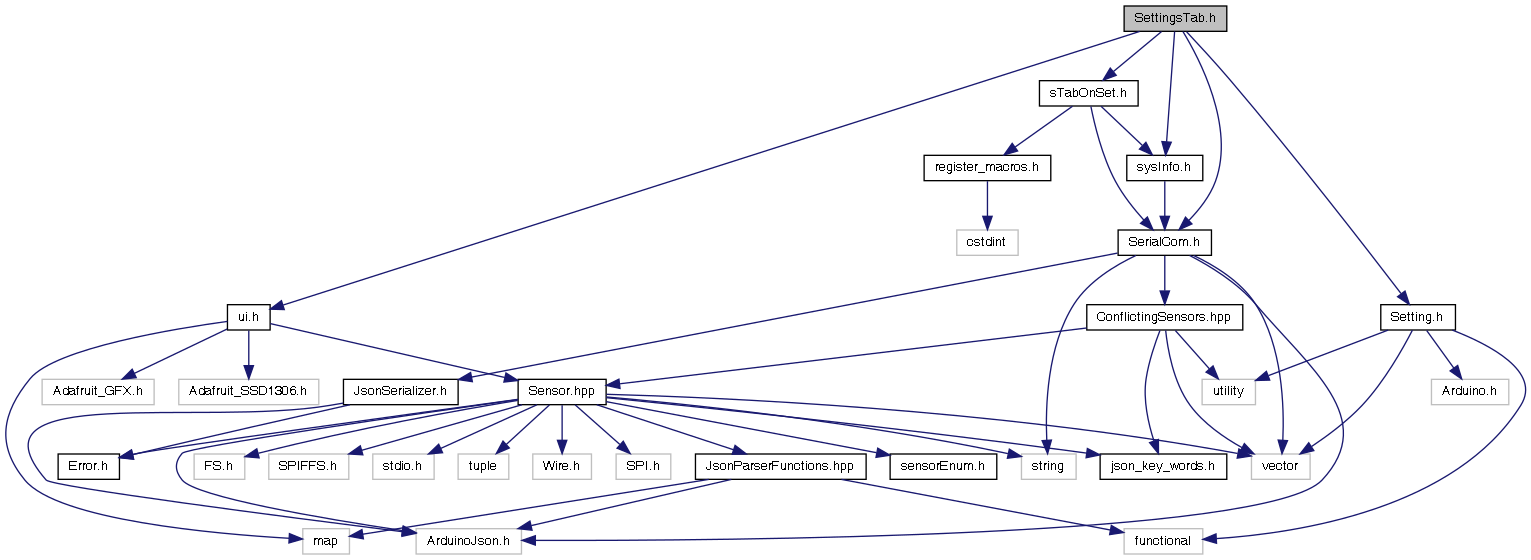 SettingsTab.h
sTabOnSet.h
register_macros.h
sysInfo.h
cstdint
SerialCom.h
ui.h
ConflictingSensors.hpp
Setting.h
Adafruit_GFX.h
Adafruit_SSD1306.h
JsonSerializer.h
Sensor.hpp
utility
Arduino.h
Error.h
FS.h
SPIFFS.h
stdio.h
tuple
Wire.h
SPI.h
JsonParserFunctions.hpp
sensorEnum.h
string
json_key_words.h
vector
map
ArduinoJson.h
functional